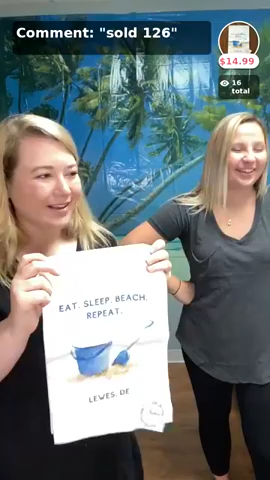 Comment: "sold 126"
$14.99
16
total
EAT. SLEEP. BEACH.
REPEAT.
LEWES, DE